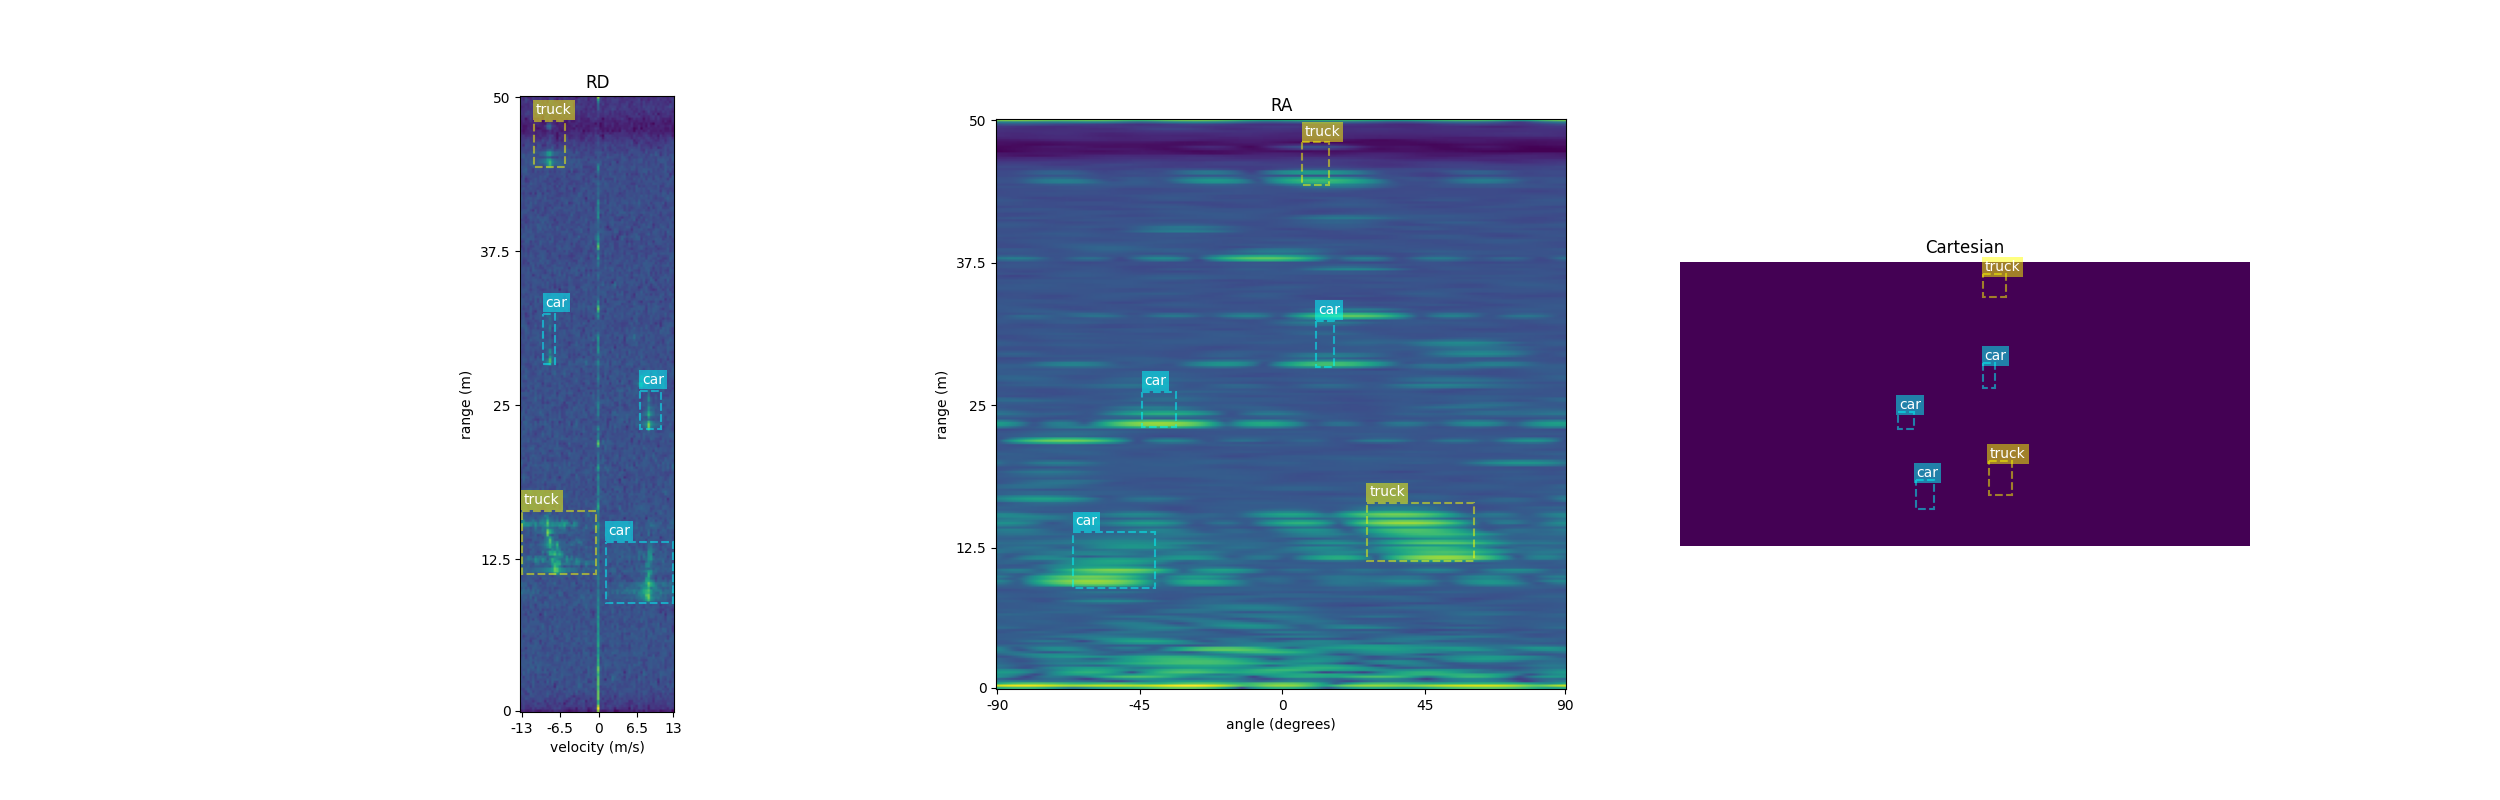 RD
truck
car
car
truck
car
50
37.5
25
12.5
0
range (m)
-13 -6.5 0 6.5 13
velocity (m/s)
RA
truck
car
car
truck
car
50
37.5
25
12.5
0
range (m)
-90 -45 0 45 90
angle (degrees)
Cartesian
truck
car
car
truck
car